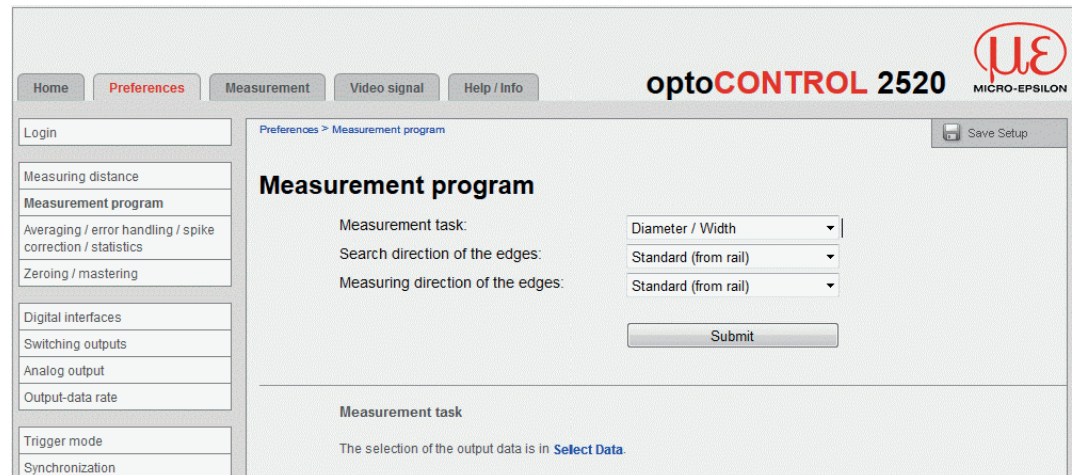 Home
Preferences
Measurement
Video signal
Help / Info
optoCONTROL 2520
με
MICRO-EPSILON
Login
Measuring distance
Measurement program
Averaging / error handling / spike
correction / statistics
Zeroing / mastering
Digital interfaces
Switching outputs
Analog output
Output-data rate
Trigger mode
Synchronization
Preferences > Measurement program
Save Setup
Measurement program
Measurement task:
Diameter / Width
Search direction of the edges:
Standard (from rail)
Measuring direction of the edges:
Standard (from rail)
Submit
Measurement task
The selection of the output data is in Select Data.